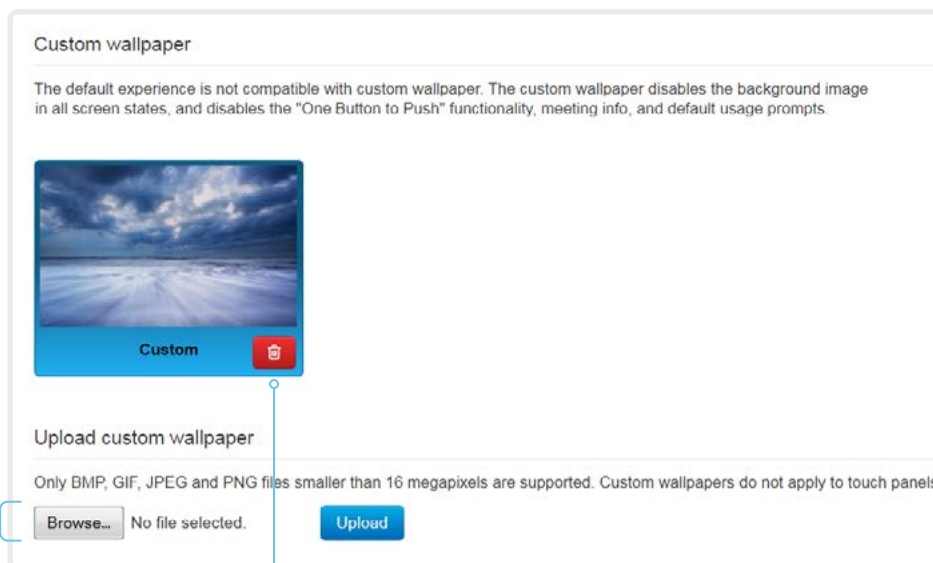 Custom wallpaper
The default experience is not compatible with custom wallpaper. The custom wallpaper disables the background image
in all screen states, and disables the "One Button to Push" functionality, meeting info, and default usage prompts.
Custom
Upload custom wallpaper
Only BMP, GIF, JPEG and PNG files smaller than 16 megapixels are supported. Custom wallpapers do not apply to touch panels
Browse... No file selected. Upload